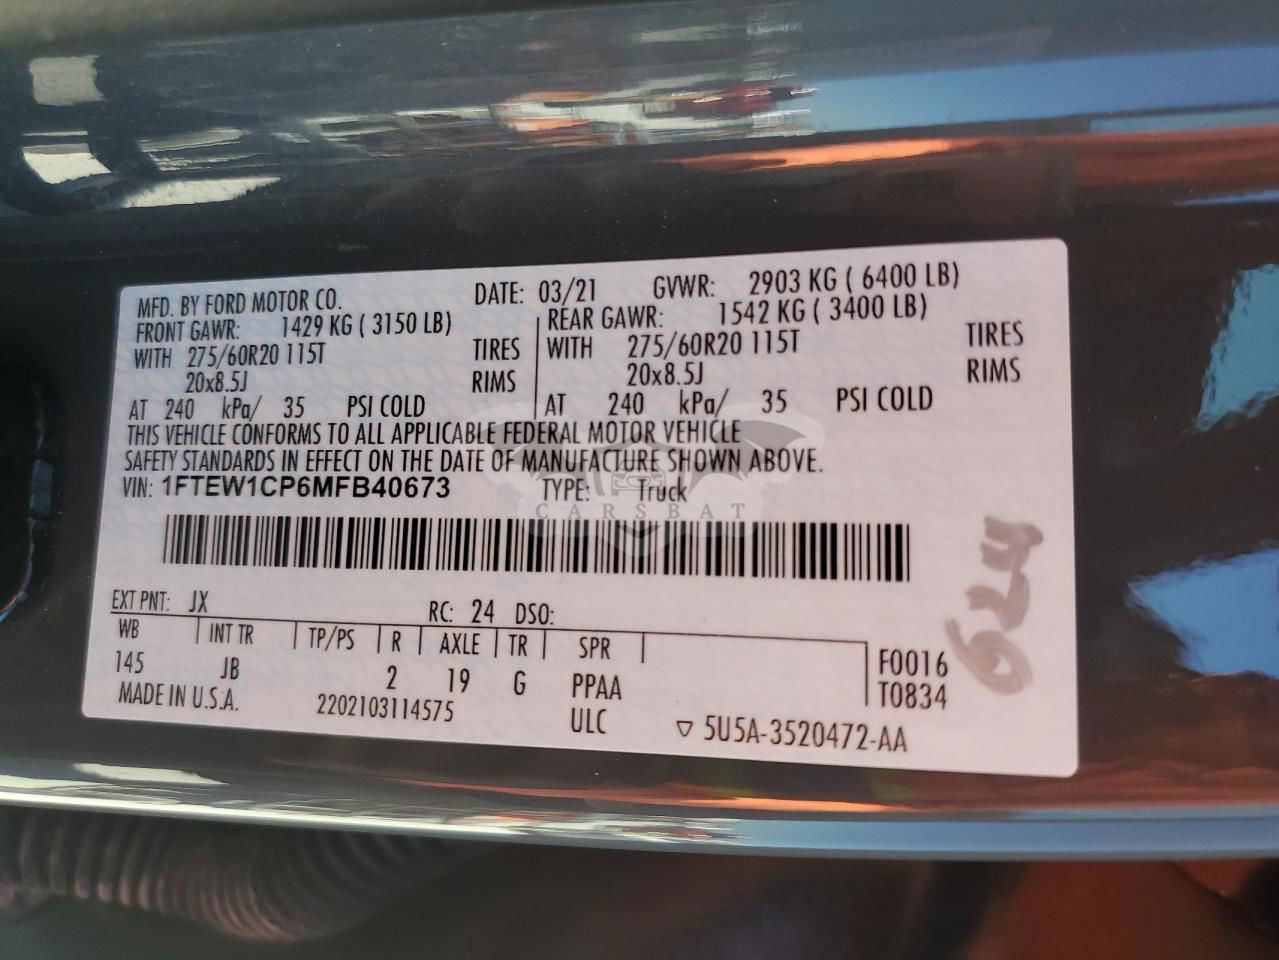 MFD. BY FORD MOTOR CO. DATE: 03/21 GVWR: 2903 KG ( 6400 LB)
FRONT GAWR: 1429 KG ( 3150 LB) REAR GAWR: 1542 KG ( 3400 LB)
WITH 275/60R20 115T TIRES WITH 275/60R20 115T TIRES
20x8.5J RIMS 20x8.5J RIMS
AT 240 kPa/ 35 PSI COLD AT 240 kPa/ 35 PSI COLD
THIS VEHICLE CONFORMS TO ALL APPLICABLE FEDERAL MOTOR VEHICLE
SAFETY STANDARDS IN EFFECT ON THE DATE OF MANUFACTURE SHOWN ABOVE.
VIN: 1FTEW1CP6MFB40673 TYPE: Truck
CARSBAT
EXT PNT: JX RC: 24 DSO:
WB INT TR TP/PS R AXLE TR SPR
145 JB 2 19 G PPAA F0016
MADE IN U.S.A. 2202103114575 ULC T0834
▽ 5U5A-3520472-AA
624